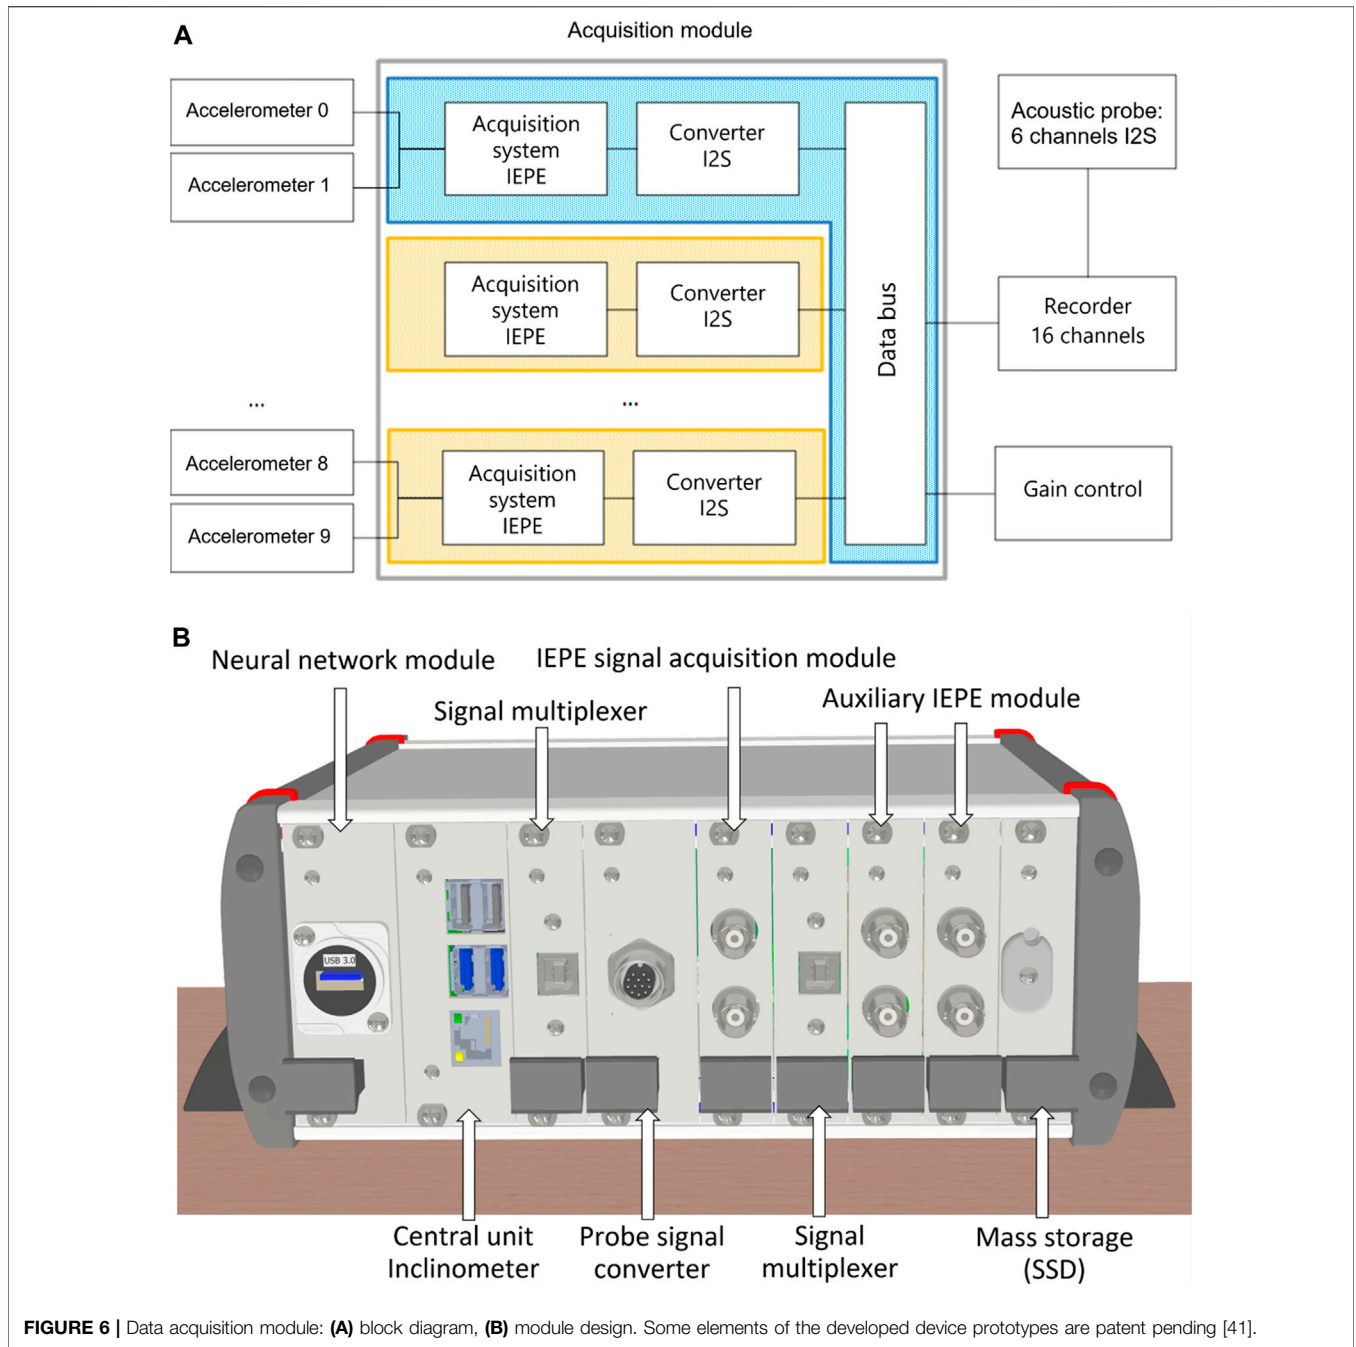 A
Acquisition module
Accelerometer 0
Accelerometer 1
Acquisition
system
IEPE
Converter
I2S
Acoustic probe:
6 channels I2S
Acquisition
system
IEPE
Converter
I2S
Data bus
Recorder
16 channels
...
...
Accelerometer 8
Accelerometer 9
Acquisition
system
IEPE
Converter
I2S
Gain control
B
Neural network module
IEPE signal acquisition module
Signal multiplexer
Auxiliary IEPE module
USB 3.0
Central unit
Inclinometer
Probe signal
converter
Signal
multiplexer
Mass storage
(SSD)
FIGURE 6 | Data acquisition module: (A) block diagram, (B) module design. Some elements of the developed device prototypes are patent pending [41].